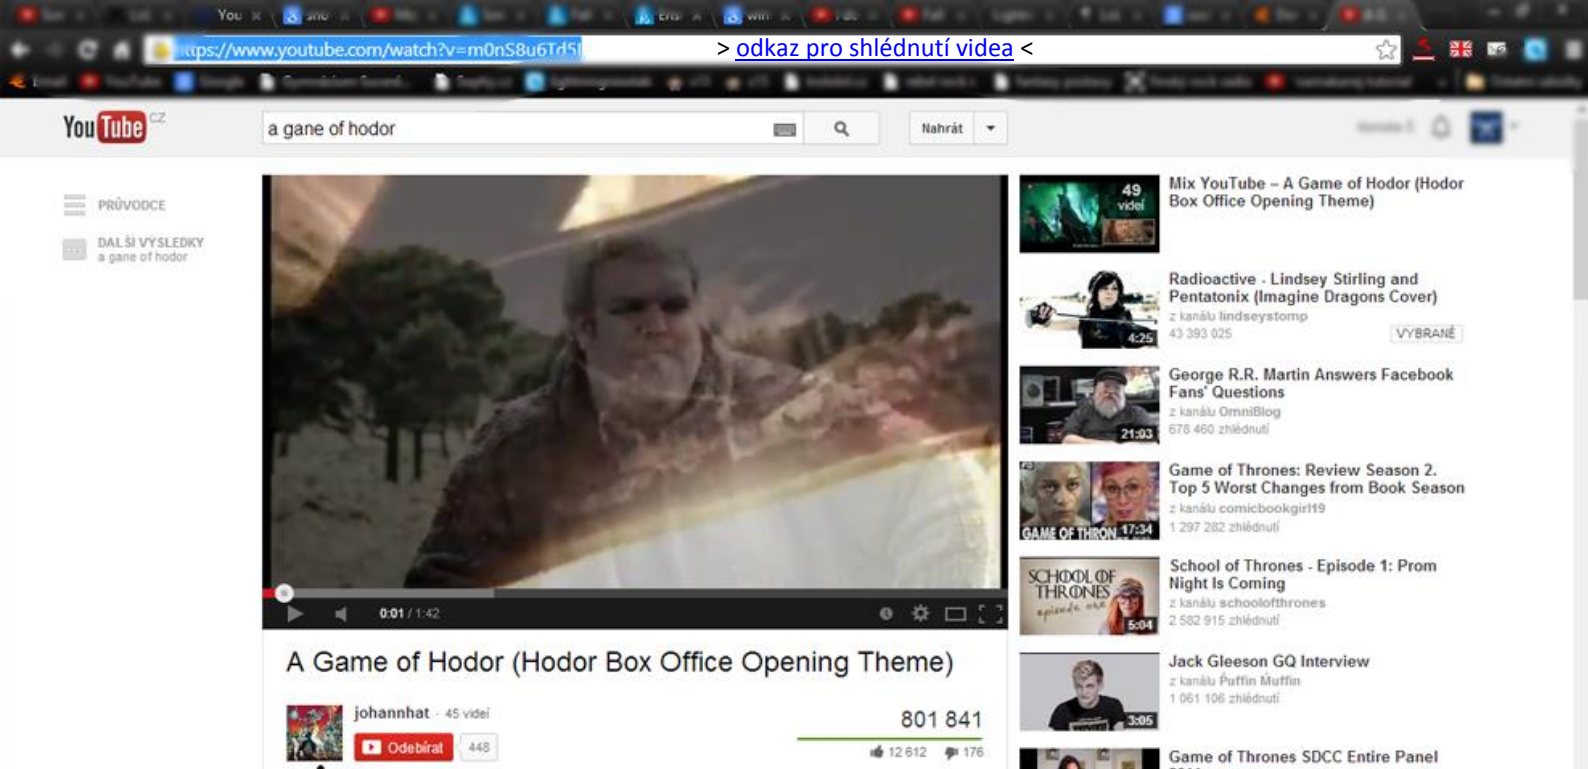 You
https://www.youtube.com/watch?v=m0nS8u6Td5I
> odkaz pro shlédnutí videa <
YouTube CZ
a gane of hodor
Nahrát
PRŮVODCE
DALŠÍ VÝSLEDKY
a gane of hodor
0:01 / 1:42
A Game of Hodor (Hodor Box Office Opening Theme)
johannhat · 45 videí
Odebírat 448
801 841
12 612 176
49
videí
Mix YouTube – A Game of Hodor (Hodor
Box Office Opening Theme)
4:25
Radioactive - Lindsey Stirling and
Pentatonix (Imagine Dragons Cover)
z kanálu lindseystomp
43 393 025
VYBRANÉ
21:03
George R.R. Martin Answers Facebook
Fans' Questions
z kanálu OmniBlog
678 460 zhlédnutí
GAME OF THRON 17:34
Game of Thrones: Review Season 2.
Top 5 Worst Changes from Book Season
z kanálu comicbookgirl19
1 297 282 zhlédnutí
SCHOOL OF
THRONES
episode one
5:04
School of Thrones - Episode 1: Prom
Night Is Coming
z kanálu schoolofthrones
2 582 915 zhlédnutí
3:05
Jack Gleeson GQ Interview
z kanálu Puffin Muffin
1 061 106 zhlédnutí
Game of Thrones SDCC Entire Panel